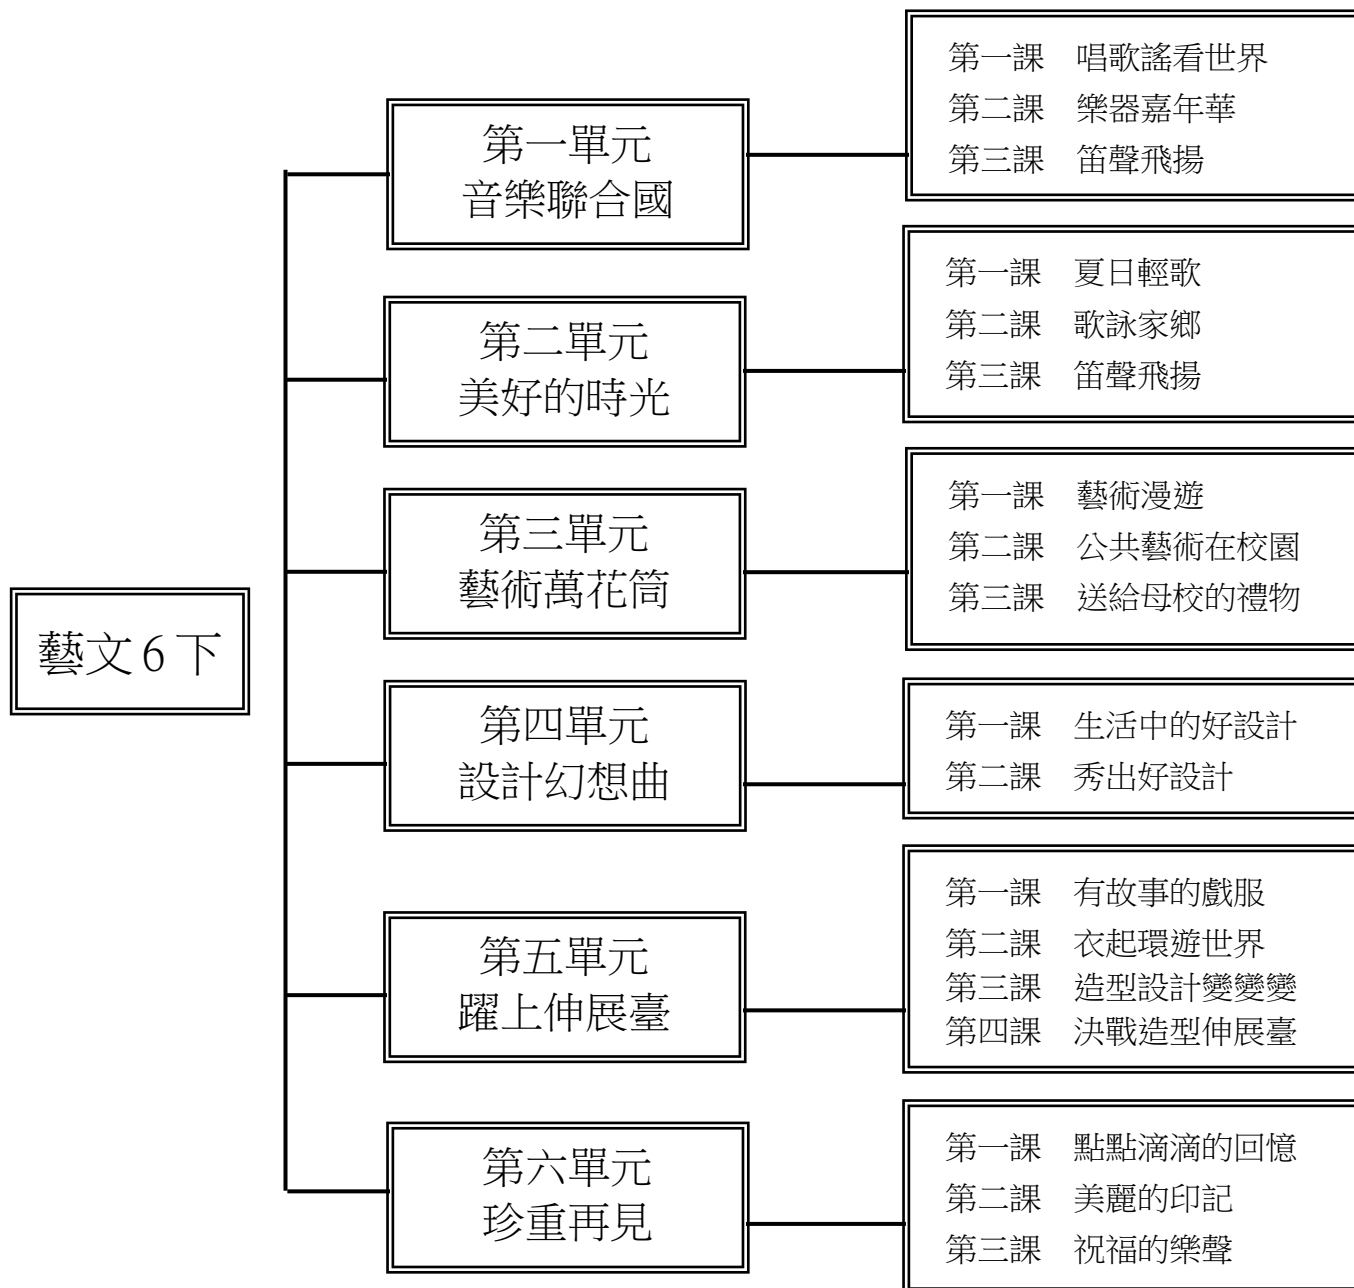 藝文6下
第一單元
音樂聯合國
第一課　唱歌謠看世界
第二課　樂器嘉年華
第三課　笛聲飛揚
第二單元
美好的時光
第一課　夏日輕歌
第二課　歌詠家鄉
第三課　笛聲飛揚
第三單元
藝術萬花筒
第一課　藝術漫遊
第二課　公共藝術在校園
第三課　送給母校的禮物
第四單元
設計幻想曲
第一課　生活中的好設計
第二課　秀出好設計
第五單元
躍上伸展臺
第一課　有故事的戲服
第二課　衣起環遊世界
第三課　造型設計變變變
第四課　決戰造型伸展臺
第六單元
珍重再見
第一課　點點滴滴的回憶
第二課　美麗的印記
第三課　祝福的樂聲